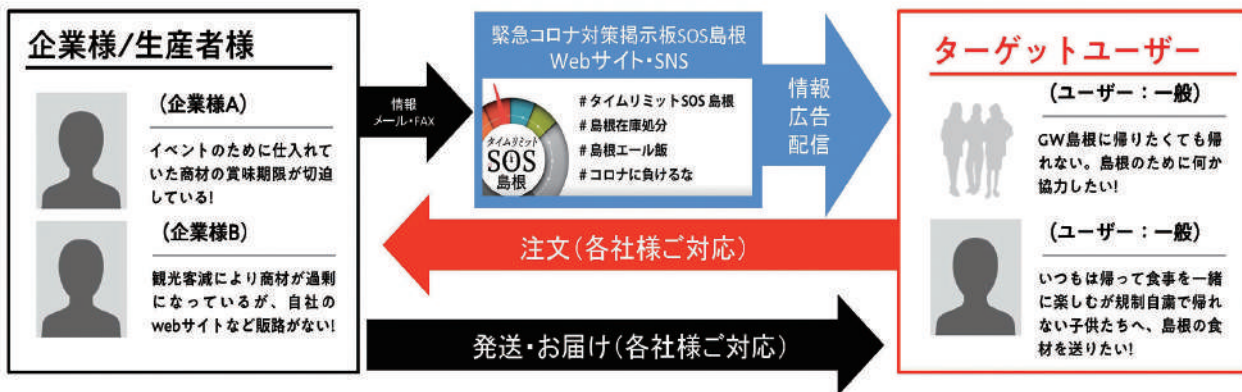 企業様/生産者様
(企業様A)
イベントのために仕入れて
いた商材の賞味期限が切迫
している!
(企業様B)
観光客減により商材が過剰
になっているが、自社の
webサイトなど販路がない!
情報
メール・FAX
緊急コロナ対策掲示板SOS島根
Webサイト・SNS
タイムリミット
SOS
島根
#タイムリミットSOS 島根
#島根在庫処分
#島根エール飯
#コロナに負けるな
情報
広告
配信
注文(各社様ご対応)
発送・お届け(各社様ご対応)
ターゲットユーザー
(ユーザー:一般)
GW島根に帰りたくても帰
れない。島根のために何か
協力したい!
(ユーザー:一般)
いつもは帰って食事を一緒
に楽しむが規制自粛で帰れ
ない子供たちへ、島根の食
材を送りたい!